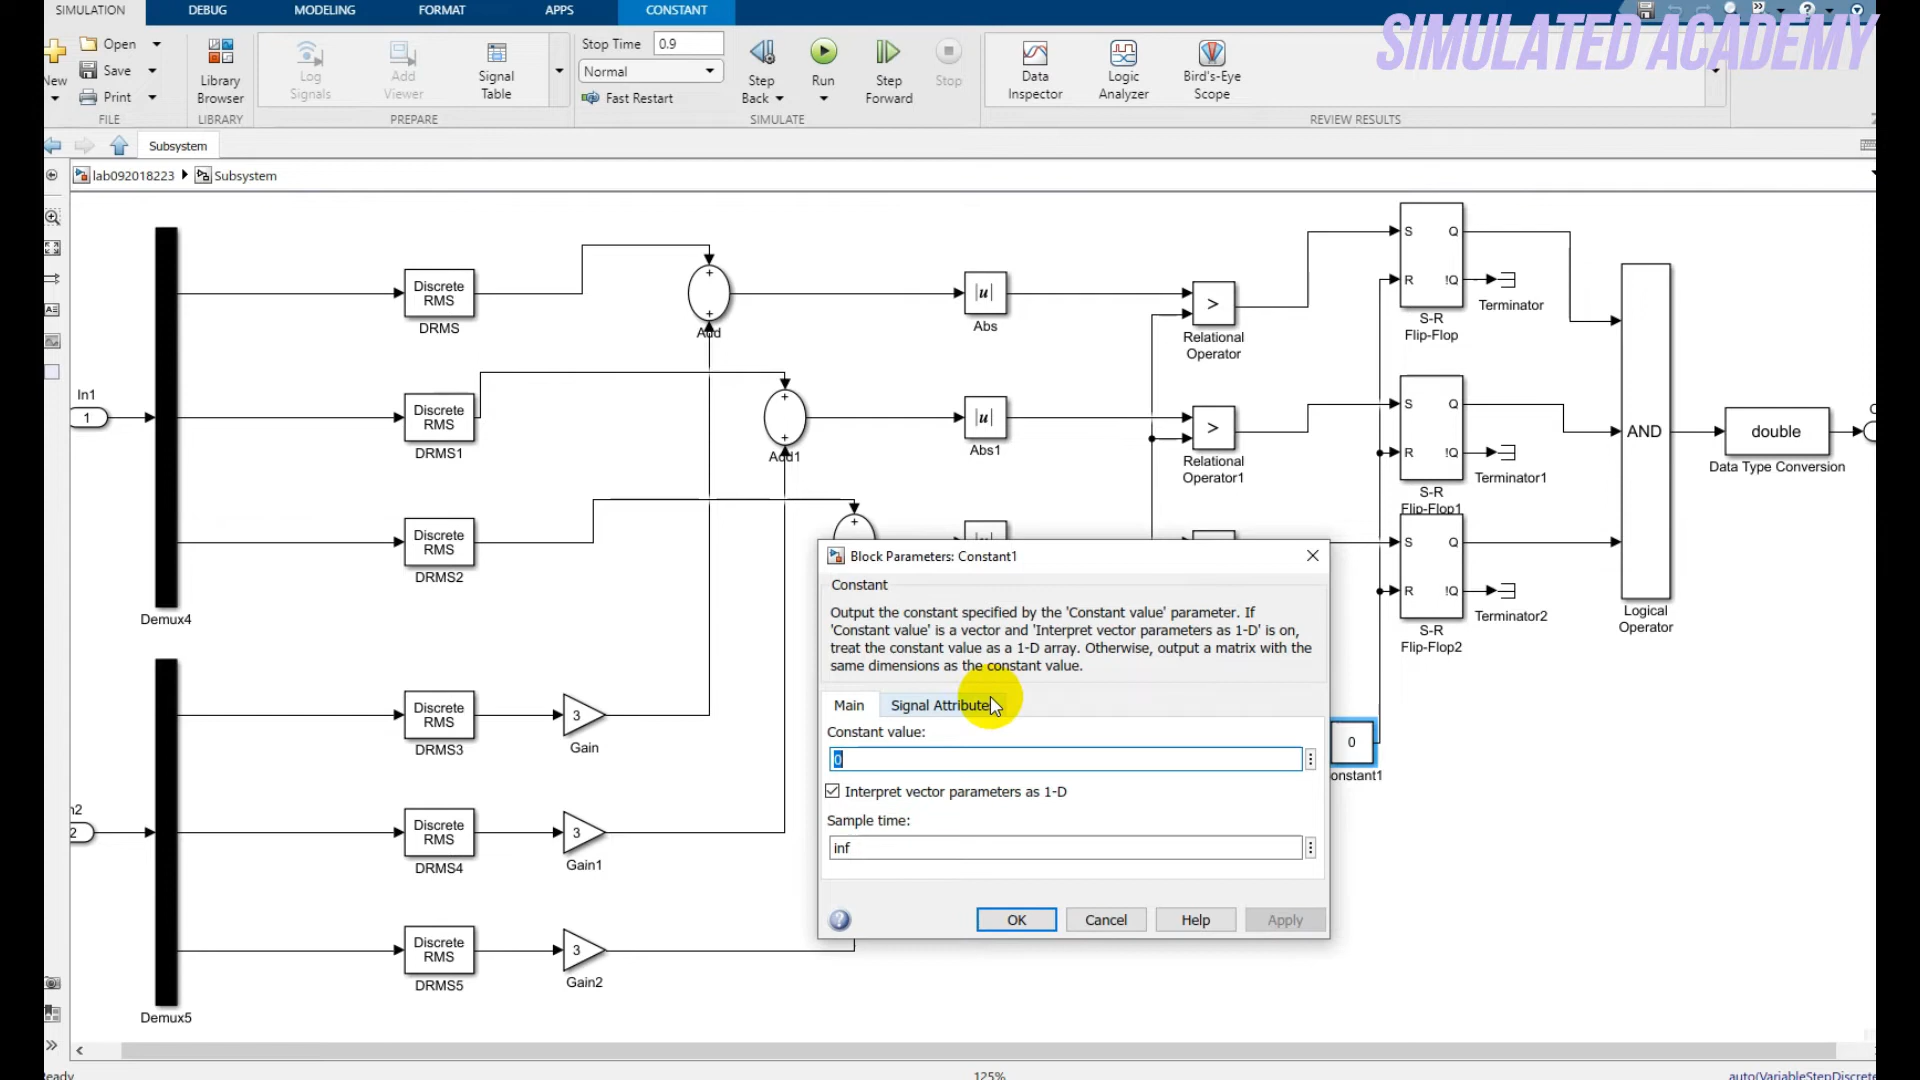 SIMULATION
DEBUG
MODELING
FORMAT
APPS
CONSTANT
SIMULATED ACADEMY
New
Open
Save
Print
FILE
Library
Browser
LIBRARY
Log
Signals
Add
Viewer
Signal
Table
PREPARE
Stop Time
0.9
Normal
Fast Restart
Step
Back
Run
Step
Forward
Stop
SIMULATE
Data
Inspector
Logic
Analyzer
Bird's-Eye
Scope
REVIEW RESULTS
Subsystem
lab092018223
Subsystem
In1
1
Demux4
n2
2
Demux5
Discrete
RMS
DRMS
Discrete
RMS
DRMS1
Discrete
RMS
DRMS2
Discrete
RMS
DRMS3
Discrete
RMS
DRMS4
Discrete
RMS
DRMS5
3
Gain
3
Gain1
3
Gain2
+
+
Add
+
+
Add1
+
|u|
Abs
|u|
Abs1
>
Relational
Operator
>
Relational
Operator1
S Q
R !Q
S-R
Flip-Flop
Terminator
S Q
R !Q
S-R
Flip-Flop1
Terminator1
S Q
R !Q
S-R
Flip-Flop2
Terminator2
AND
Logical
Operator
double
Data Type Conversion
0
onstant1
Block Parameters: Constant1
Constant
Output the constant specified by the 'Constant value' parameter. If
'Constant value' is a vector and 'Interpret vector parameters as 1-D' is on,
treat the constant value as a 1-D array. Otherwise, output a matrix with the
same dimensions as the constant value.
Main
Signal Attribute
Constant value:
0
Interpret vector parameters as 1-D
Sample time:
inf
OK
Cancel
Help
Apply
Ready
125%
auto(VariableStepDiscrete